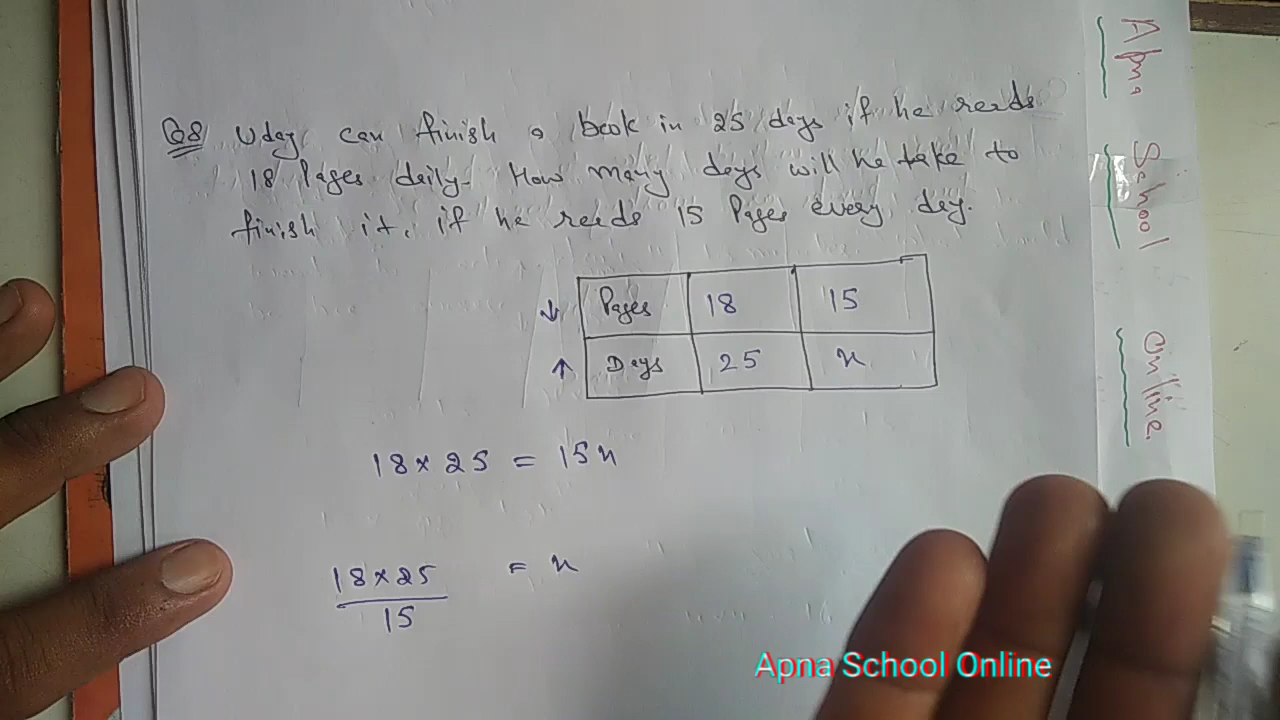 Q8 Uday can finish a book in 25 days if he reads
18 Pages daily. How many days will he take to
finish it, if he reads 15 Pages every day.
Pages 18 15
Days 25 x
18 × 25 = 15x
18×25 = x
15
Apna School Online
Apna School Online